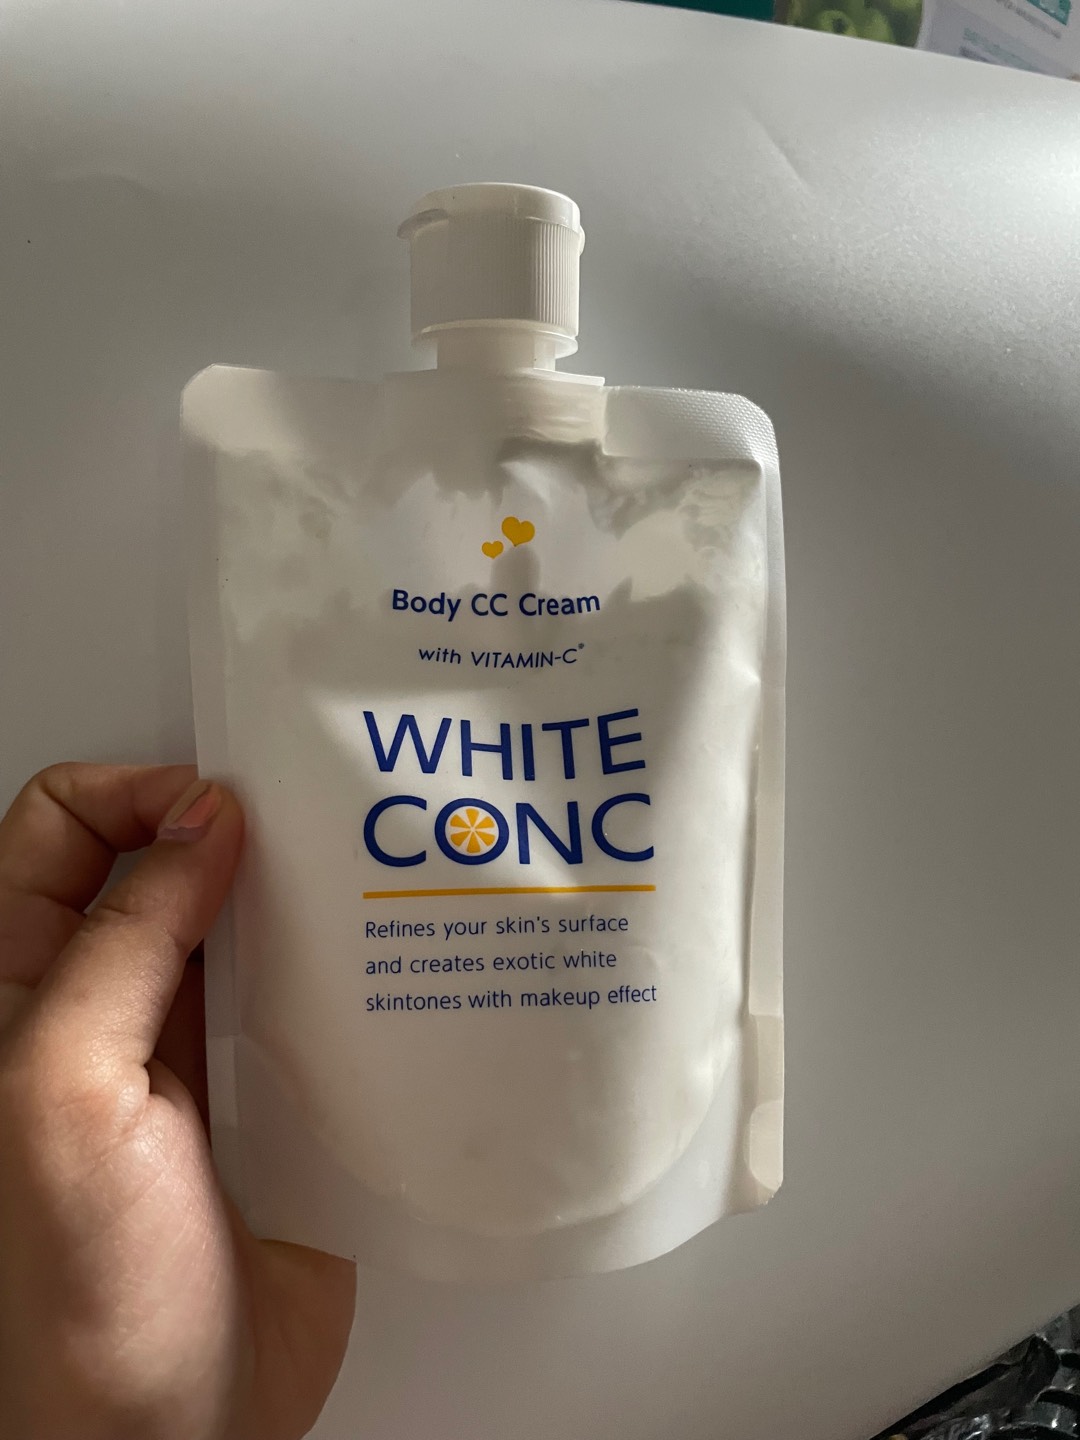 Body CC Cream
with VITAMIN-C®
WHITE
CONC
Refines your skin's surface
and creates exotic white
skintones with makeup effect